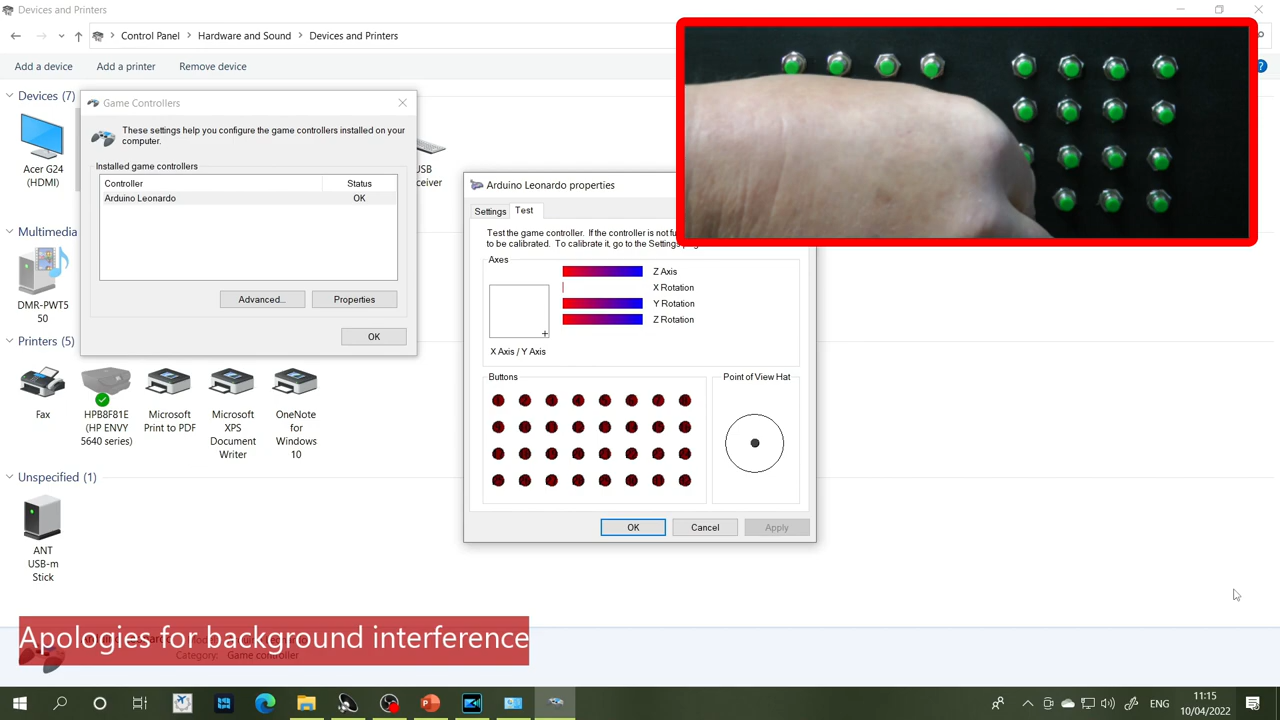 Devices and Printers
Control Panel
Hardware and Sound
Devices and Printers
Add a device
Add a printer
Remove device
Devices (7)
Acer G24
(HDMI)
Multimedia
DMR-PWT5
50
Printers (5)
Fax
HPB8F81E
(HP ENVY
5640 series)
Microsoft
Print to PDF
Microsoft
XPS
Document
Writer
OneNote
for
Windows
10
Unspecified (1)
ANT
USB-m
Stick
Game Controllers
These settings help you configure the game controllers installed on your
computer.
Installed game controllers
Controller Status
Arduino Leonardo OK
Advanced...
Properties
OK
Arduino Leonardo properties
Settings
Test
Test the game controller. If the controller is not
to be calibrated. To calibrate it, go to the Settings
Axes
Z Axis
X Rotation
Y Rotation
Z Rotation
X Axis / Y Axis
Buttons
Point of View Hat
OK
Cancel
Apply
Apologies for background interference
Category: Game controller
ENG
11:15
10/04/2022